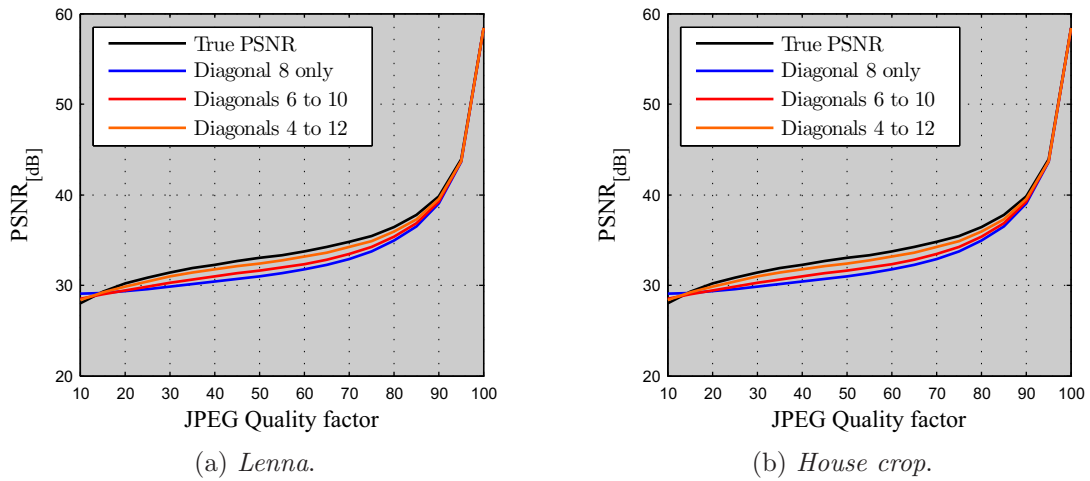 60
50
40
30
20
PSNR[dB]
True PSNR
Diagonal 8 only
Diagonals 6 to 10
Diagonals 4 to 12
10 20 30 40 50 60 70 80 90 100
JPEG Quality factor
(a) Lenna.
60
50
40
30
20
PSNR[dB]
True PSNR
Diagonal 8 only
Diagonals 6 to 10
Diagonals 4 to 12
10 20 30 40 50 60 70 80 90 100
JPEG Quality factor
(b) House crop.